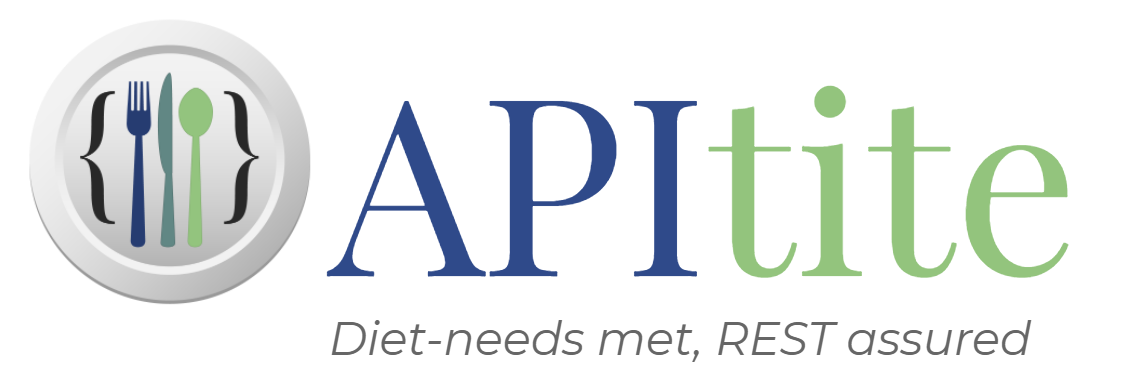 { }
APItite
Diet-needs met, REST assured